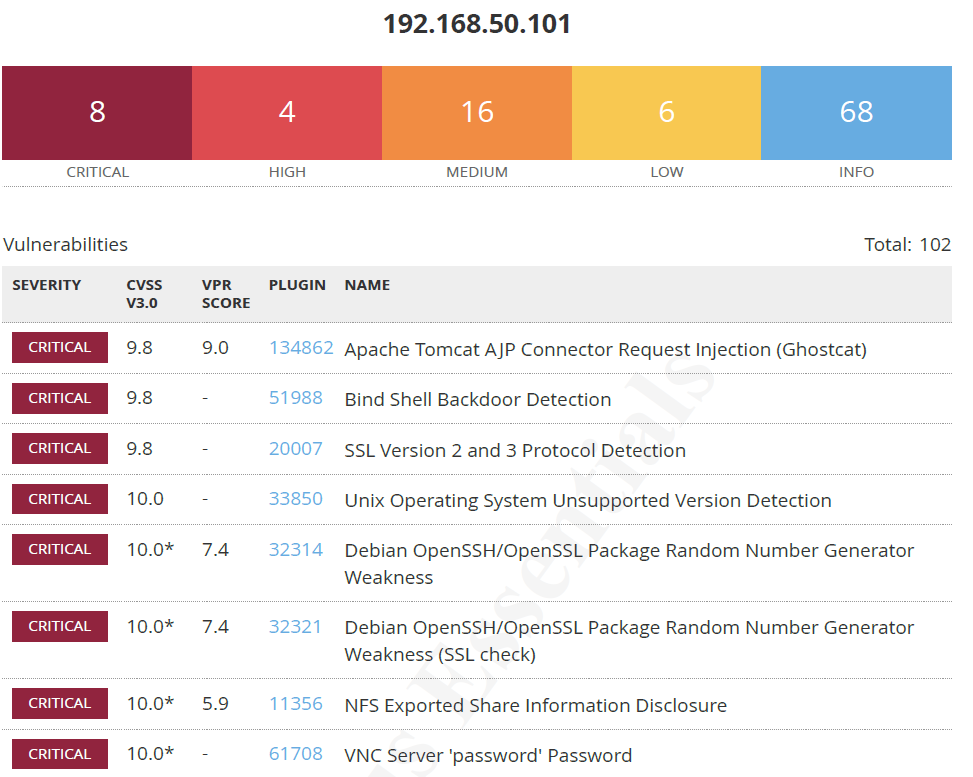 192.168.50.101
8 4 16 6 68
CRITICAL HIGH MEDIUM LOW INFO
Vulnerabilities Total: 102
SEVERITY CVSS V3.0 VPR SCORE PLUGIN NAME
CRITICAL 9.8 9.0 134862 Apache Tomcat AJP Connector Request Injection (Ghostcat)
CRITICAL 9.8 - 51988 Bind Shell Backdoor Detection
CRITICAL 9.8 - 20007 SSL Version 2 and 3 Protocol Detection
CRITICAL 10.0 - 33850 Unix Operating System Unsupported Version Detection
CRITICAL 10.0* 7.4 32314 Debian OpenSSH/OpenSSL Package Random Number Generator
Weakness
CRITICAL 10.0* 7.4 32321 Debian OpenSSH/OpenSSL Package Random Number Generator
Weakness (SSL check)
CRITICAL 10.0* 5.9 11356 NFS Exported Share Information Disclosure
CRITICAL 10.0* - 61708 VNC Server 'password' Password
Essentials